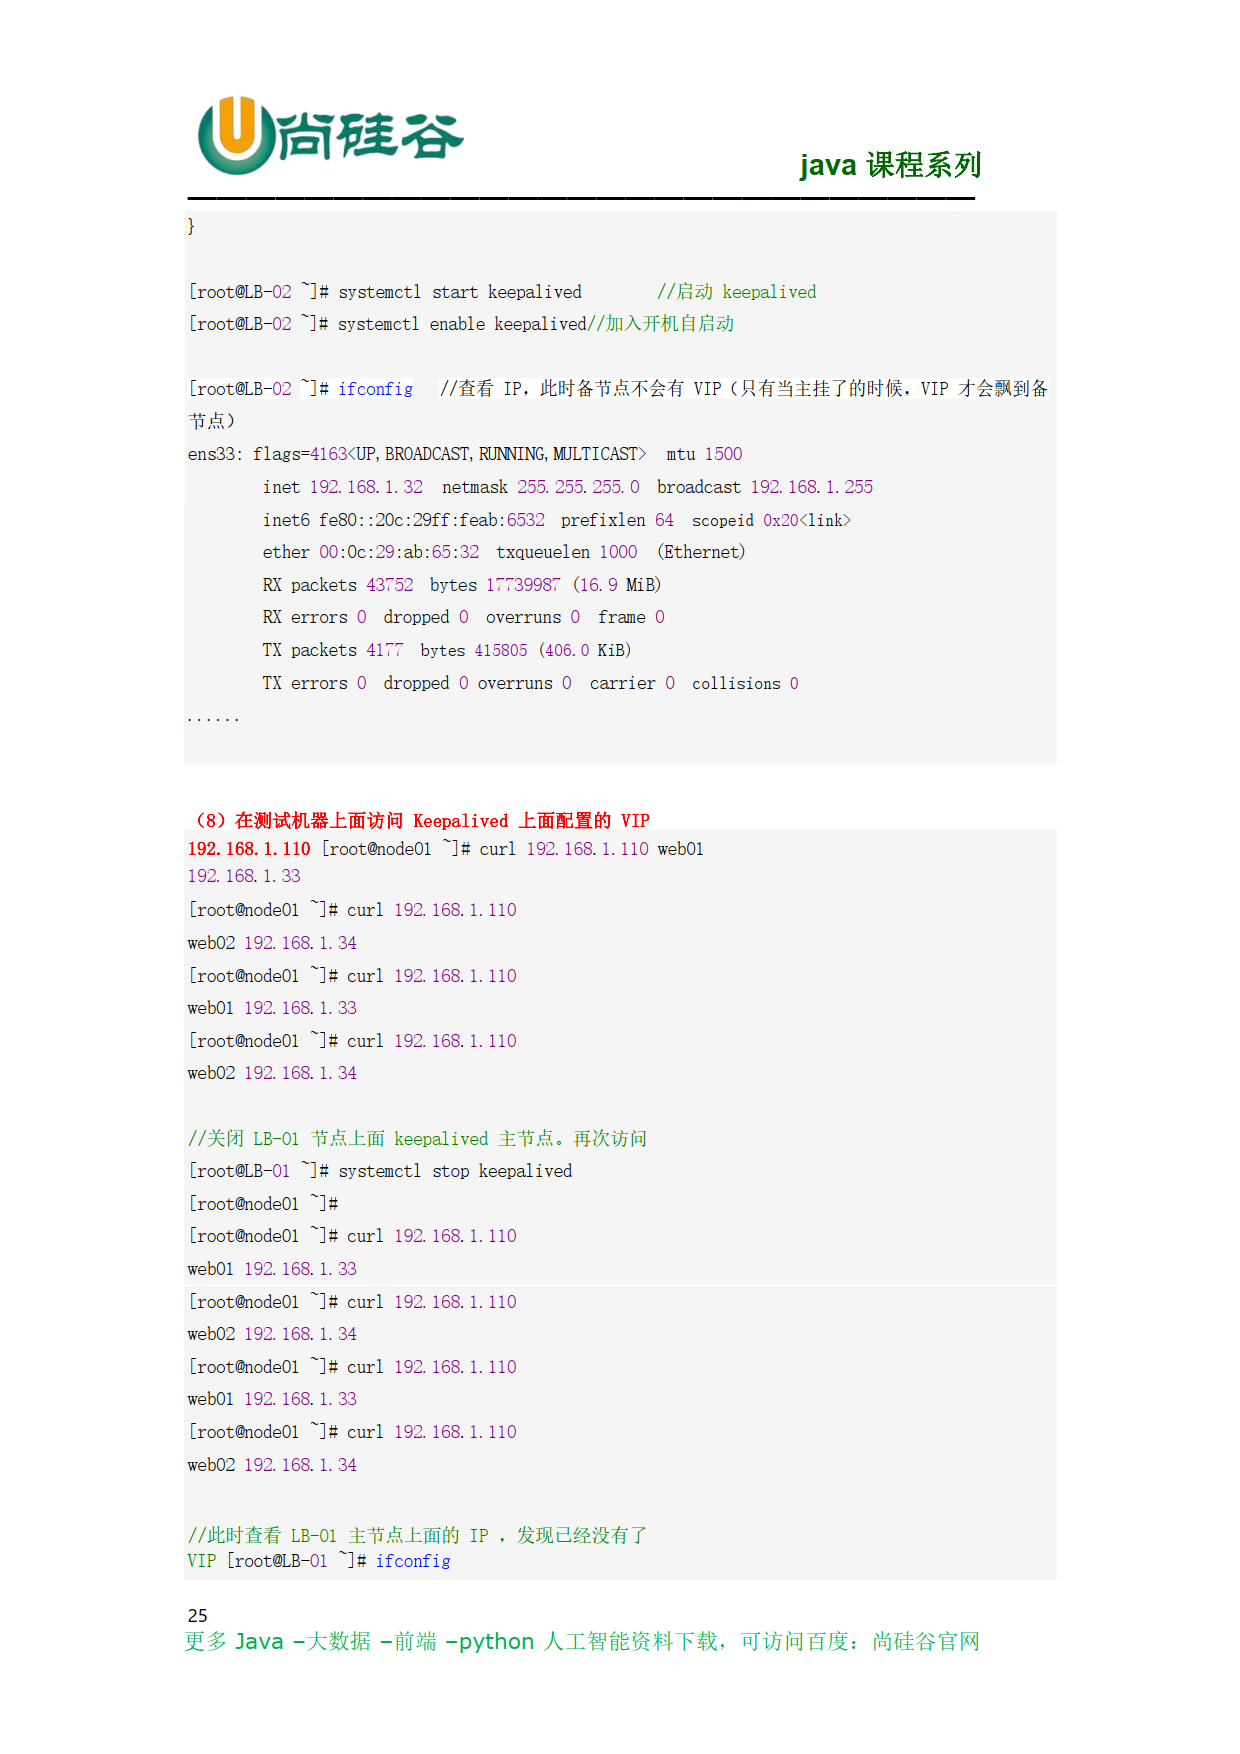 尚硅谷
java 课程系列
}
[root@LB-02 ~]# systemctl start keepalived //启动 keepalived
[root@LB-02 ~]# systemctl enable keepalived//加入开机自启动
[root@LB-02 ~]# ifconfig //查看 IP，此时备节点不会有 VIP（只有当主挂了的时候，VIP 才会飘到备
节点）
ens33: flags=4163<UP,BROADCAST,RUNNING,MULTICAST> mtu 1500
inet 192.168.1.32 netmask 255.255.255.0 broadcast 192.168.1.255
inet6 fe80::20c:29ff:feab:6532 prefixlen 64 scopeid 0x20<link>
ether 00:0c:29:ab:65:32 txqueuelen 1000 (Ethernet)
RX packets 43752 bytes 17739987 (16.9 MiB)
RX errors 0 dropped 0 overruns 0 frame 0
TX packets 4177 bytes 415805 (406.0 KiB)
TX errors 0 dropped 0 overruns 0 carrier 0 collisions 0
......
（8）在测试机器上面访问 Keepalived 上面配置的 VIP
192.168.1.110 [root@node01 ~]# curl 192.168.1.110 web01
192.168.1.33
[root@node01 ~]# curl 192.168.1.110
web02 192.168.1.34
[root@node01 ~]# curl 192.168.1.110
web01 192.168.1.33
[root@node01 ~]# curl 192.168.1.110
web02 192.168.1.34
//关闭 LB-01 节点上面 keepalived 主节点。再次访问
[root@LB-01 ~]# systemctl stop keepalived
[root@node01 ~]#
[root@node01 ~]# curl 192.168.1.110
web01 192.168.1.33
[root@node01 ~]# curl 192.168.1.110
web02 192.168.1.34
[root@node01 ~]# curl 192.168.1.110
web01 192.168.1.33
[root@node01 ~]# curl 192.168.1.110
web02 192.168.1.34
//此时查看 LB-01 主节点上面的 IP ，发现已经没有了
VIP [root@LB-01 ~]# ifconfig
25
更多 Java –大数据 –前端 –python 人工智能资料下载，可访问百度：尚硅谷官网